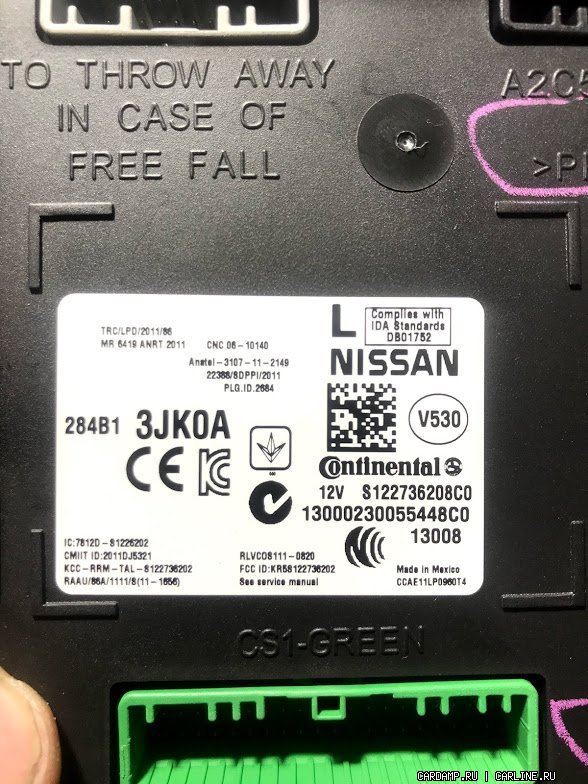 TO THROW AWAY
IN CASE OF
FREE FALL
A2C5
>P
TRC/LPD/2011/86
MR 6419 ANRT 2011
CNC 06-10140
Anatel-3107-11-2149
22388/SDPPI/2011
PLG.ID.2684
L
Complies with
IDA Standards
DB01752
NISSAN
284B1 3JK0A
V530
CE
Continental
12V S122736208C0
13000230055448C0
13008
IC:7812D-S1226202
CMIIT ID:2011DJ5321
KCC-RRM-TAL-S122736202
RAAU/86A/1111/S(11-1656)
RLVCOS111-0820
FCC ID:KR5S122736202
See service manual
Made in Mexico
CCAE11LP0960T4
CS1-GREEN
CARDAMP.RU | CARLINE.RU